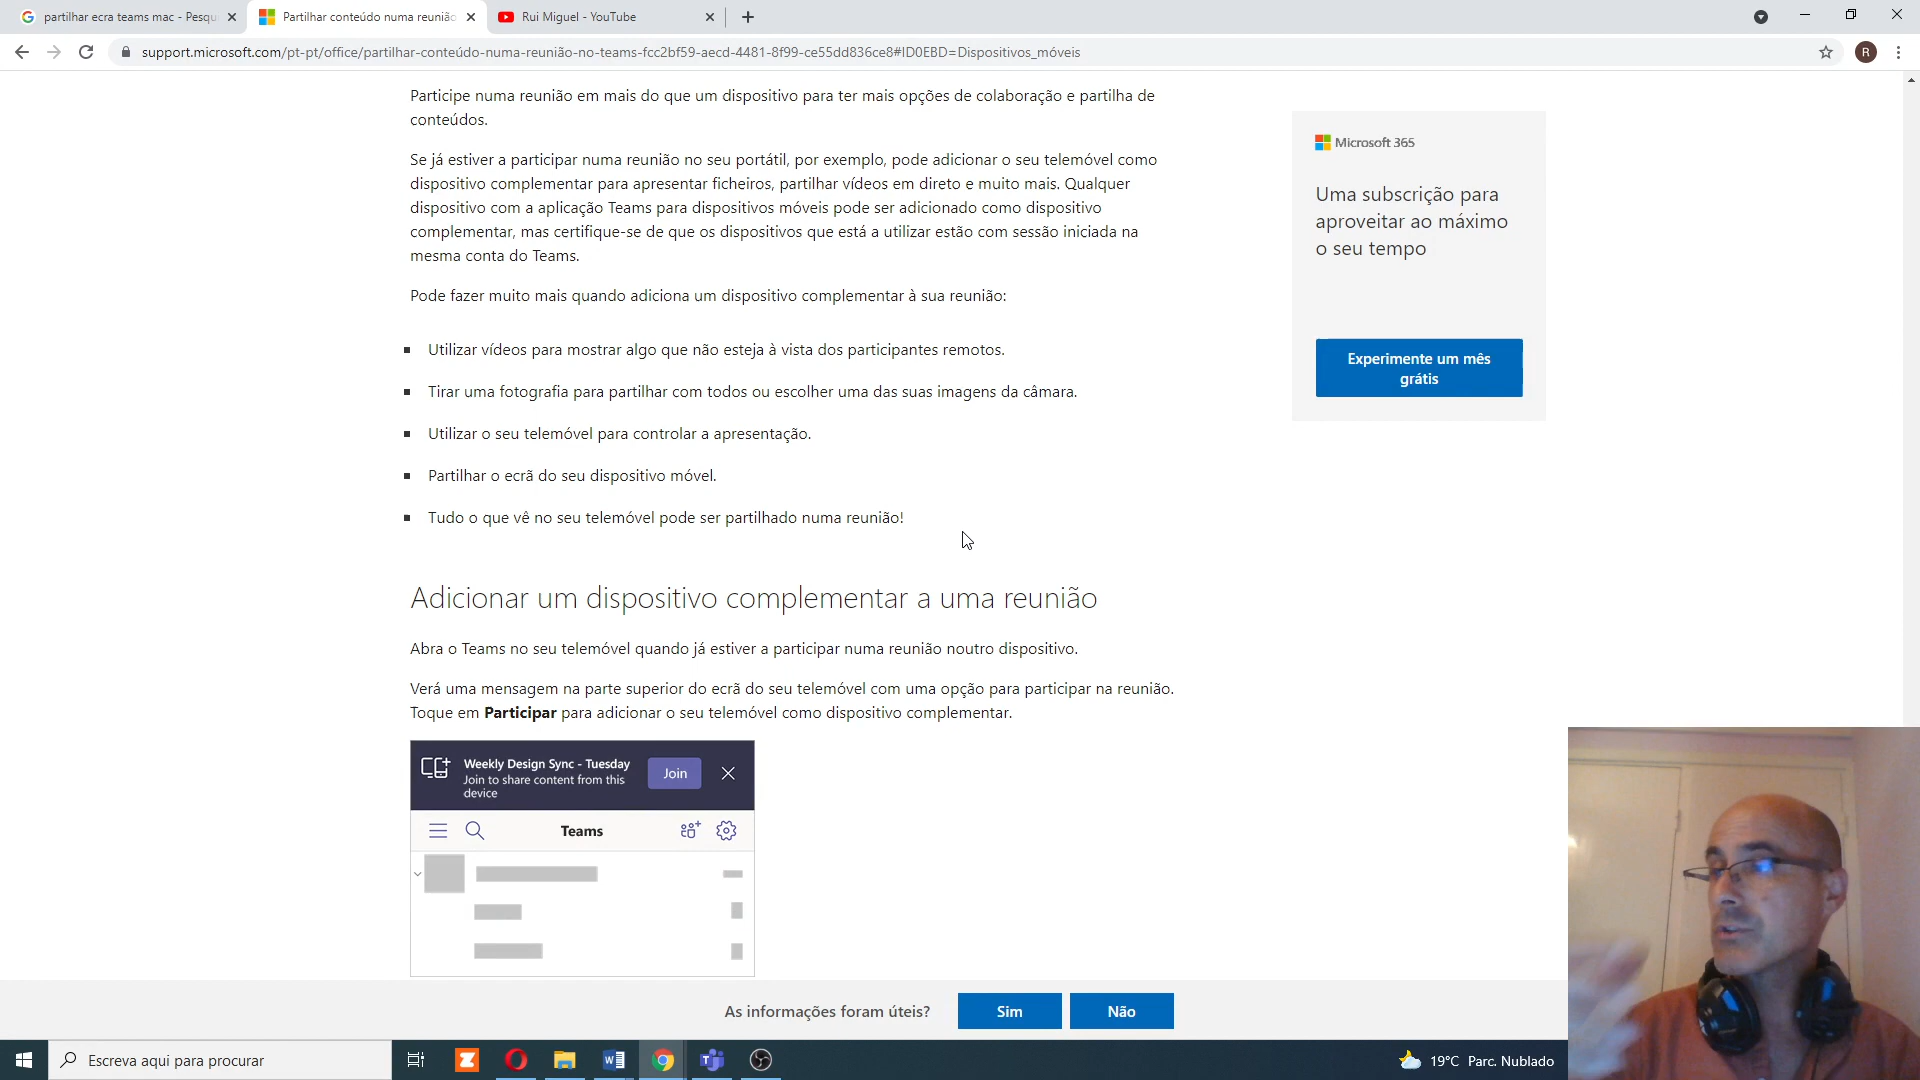 partilhar ecra teams mac - Pesqu
Partilhar conteúdo numa reunião
Rui Miguel - YouTube
support.microsoft.com/pt-pt/office/partilhar-conteúdo-numa-reunião-no-teams-fcc2bf59-aecd-4481-8f99-ce55dd836ce8#ID0EBD=Dispositivos_móveis
R
Participe numa reunião em mais do que um dispositivo para ter mais opções de colaboração e partilha de
conteúdos.
Se já estiver a participar numa reunião no seu portátil, por exemplo, pode adicionar o seu telemóvel como
dispositivo complementar para apresentar ficheiros, partilhar vídeos em direto e muito mais. Qualquer
dispositivo com a aplicação Teams para dispositivos móveis pode ser adicionado como dispositivo
complementar, mas certifique-se de que os dispositivos que está a utilizar estão com sessão iniciada na
mesma conta do Teams.
Pode fazer muito mais quando adiciona um dispositivo complementar à sua reunião:
Utilizar vídeos para mostrar algo que não esteja à vista dos participantes remotos.
Tirar uma fotografia para partilhar com todos ou escolher uma das suas imagens da câmara.
Utilizar o seu telemóvel para controlar a apresentação.
Partilhar o ecrã do seu dispositivo móvel.
Tudo o que vê no seu telemóvel pode ser partilhado numa reunião!
Adicionar um dispositivo complementar a uma reunião
Abra o Teams no seu telemóvel quando já estiver a participar numa reunião noutro dispositivo.
Verá uma mensagem na parte superior do ecrã do seu telemóvel com uma opção para participar na reunião.
Toque em Participar para adicionar o seu telemóvel como dispositivo complementar.
Weekly Design Sync - Tuesday
Join to share content from this
device
Join
Teams
Microsoft 365
Uma subscrição para
aproveitar ao máximo
o seu tempo
Experimente um mês
grátis
As informações foram úteis?
Sim
Não
Escreva aqui para procurar
19°C Parc. Nublado